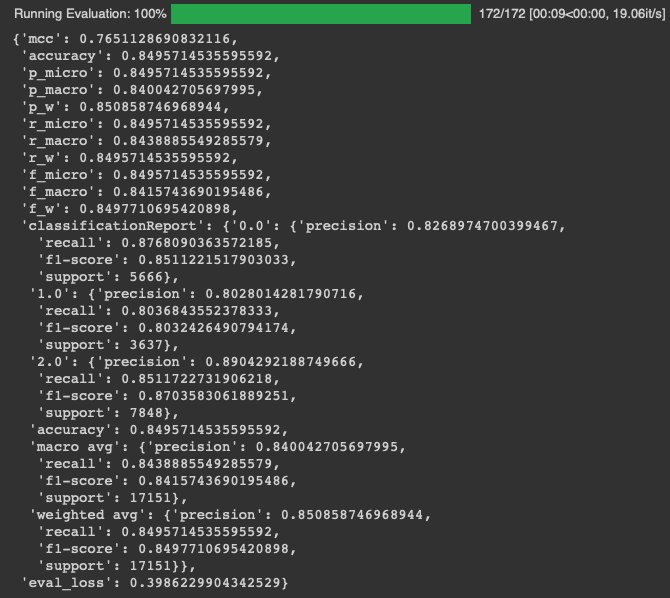 Running Evaluation: 100% 172/172 [00:09<00:00, 19.06it/s]
{'mcc': 0.7651128690832116,
'accuracy': 0.8495714535595592,
'p_micro': 0.8495714535595592,
'p_macro': 0.840042705697995,
'p_w': 0.850858746968944,
'r_micro': 0.8495714535595592,
'r_macro': 0.8438885549285579,
'r_w': 0.8495714535595592,
'f_micro': 0.8495714535595592,
'f_macro': 0.8415743690195486,
'f_w': 0.8497710695420898,
'classificationReport': {'0.0': {'precision': 0.8268974700399467,
'recall': 0.8768090363572185,
'f1-score': 0.8511221517903033,
'support': 5666},
'1.0': {'precision': 0.8028014281790716,
'recall': 0.8036843552378333,
'f1-score': 0.8032426490794174,
'support': 3637},
'2.0': {'precision': 0.8904292188749666,
'recall': 0.8511722731906218,
'f1-score': 0.8703583061889251,
'support': 7848},
'accuracy': 0.8495714535595592,
'macro avg': {'precision': 0.840042705697995,
'recall': 0.8438885549285579,
'f1-score': 0.8415743690195486,
'support': 17151},
'weighted avg': {'precision': 0.850858746968944,
'recall': 0.8495714535595592,
'f1-score': 0.8497710695420898,
'support': 17151}},
'eval_loss': 0.3986229904342529}